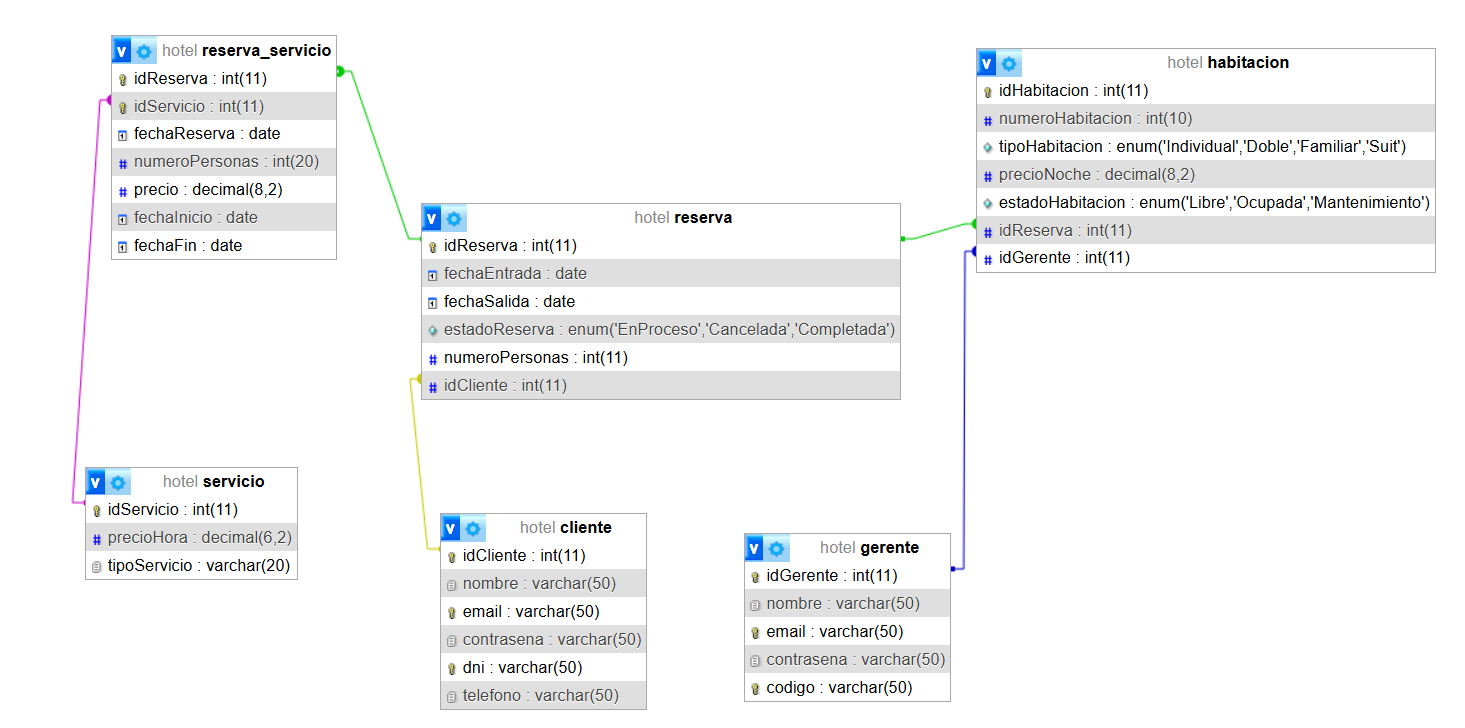 v hotel reserva_servicio
idReserva : int(11)
idServicio : int(11)
fechaReserva : date
numeroPersonas : int(20)
precio : decimal(8,2)
fechaInicio : date
fechaFin : date
v hotel habitacion
idHabitacion : int(11)
numeroHabitacion : int(10)
tipoHabitacion : enum('Individual','Doble','Familiar','Suit')
precioNoche : decimal(8,2)
estadoHabitacion : enum('Libre','Ocupada','Mantenimiento')
idReserva : int(11)
idGerente : int(11)
v hotel reserva
idReserva : int(11)
fechaEntrada : date
fechaSalida : date
estadoReserva : enum('EnProceso','Cancelada','Completada')
numeroPersonas : int(11)
idCliente : int(11)
v hotel servicio
idServicio : int(11)
precioHora : decimal(6,2)
tipoServicio : varchar(20)
v hotel cliente
idCliente : int(11)
nombre : varchar(50)
email : varchar(50)
contrasena : varchar(50)
dni : varchar(50)
telefono : varchar(50)
v hotel gerente
idGerente : int(11)
nombre : varchar(50)
email : varchar(50)
contrasena : varchar(50)
codigo : varchar(50)